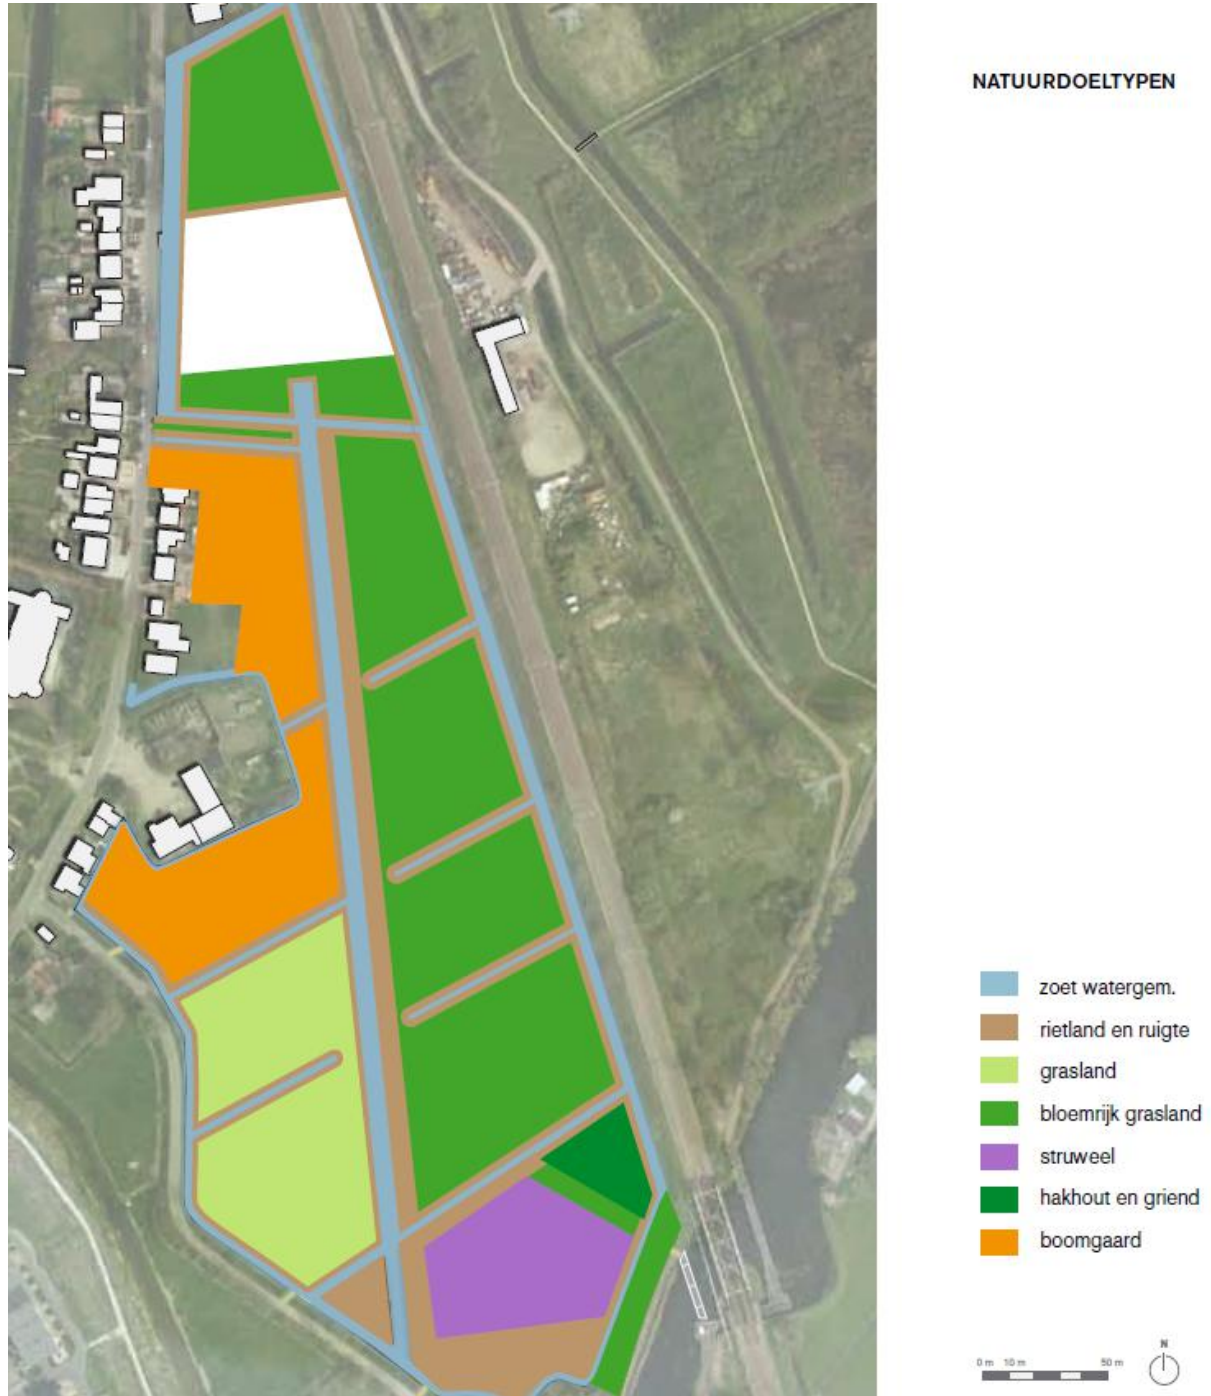 NATUURDOELTYPEN
zoet watergem.
rietland en ruigte
grasland
bloemrijk grasland
struweel
hakhout en griend
boomgaard
N
0 m 10 m 50 m